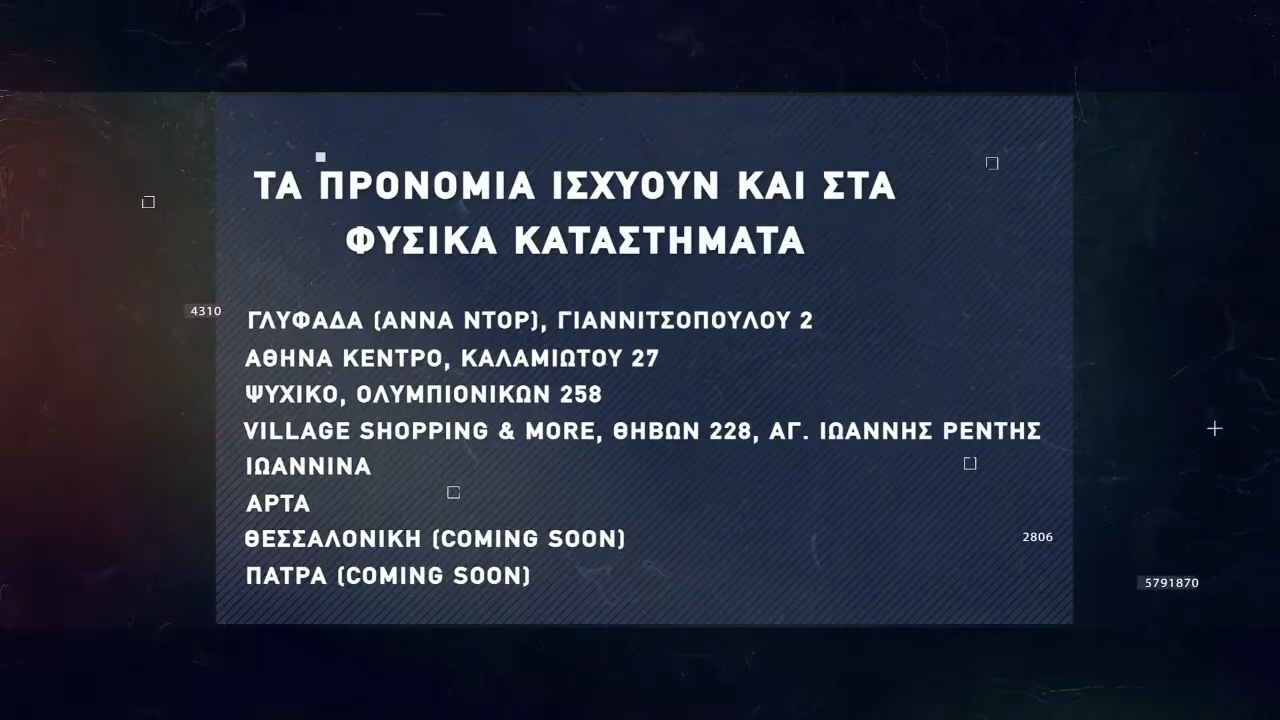 ΤΑ ΠΡΟΝΟΜΙΑ ΙΣΧΥΟΥΝ ΚΑΙ ΣΤΑ
ΦΥΣΙΚΑ ΚΑΤΑΣΤΗΜΑΤΑ
4310
ΓΛΥΦΑΔΑ (ΑΝΝΑ ΝΤΟΡ), ΓΙΑΝΝΙΤΣΟΠΟΥΛΟΥ 2
ΑΘΗΝΑ ΚΕΝΤΡΟ, ΚΑΛΑΜΙΩΤΟΥ 27
ΨΥΧΙΚΟ, ΟΛΥΜΠΙΟΝΙΚΩΝ 258
VILLAGE SHOPPING & MORE, ΘΗΒΩΝ 228, ΑΓ. ΙΩΑΝΝΗΣ ΡΕΝΤΗΣ
ΙΩΑΝΝΙΝΑ
ΑΡΤΑ
ΘΕΣΣΑΛΟΝΙΚΗ (COMING SOON)
2806
ΠΑΤΡΑ (COMING SOON)
5791870